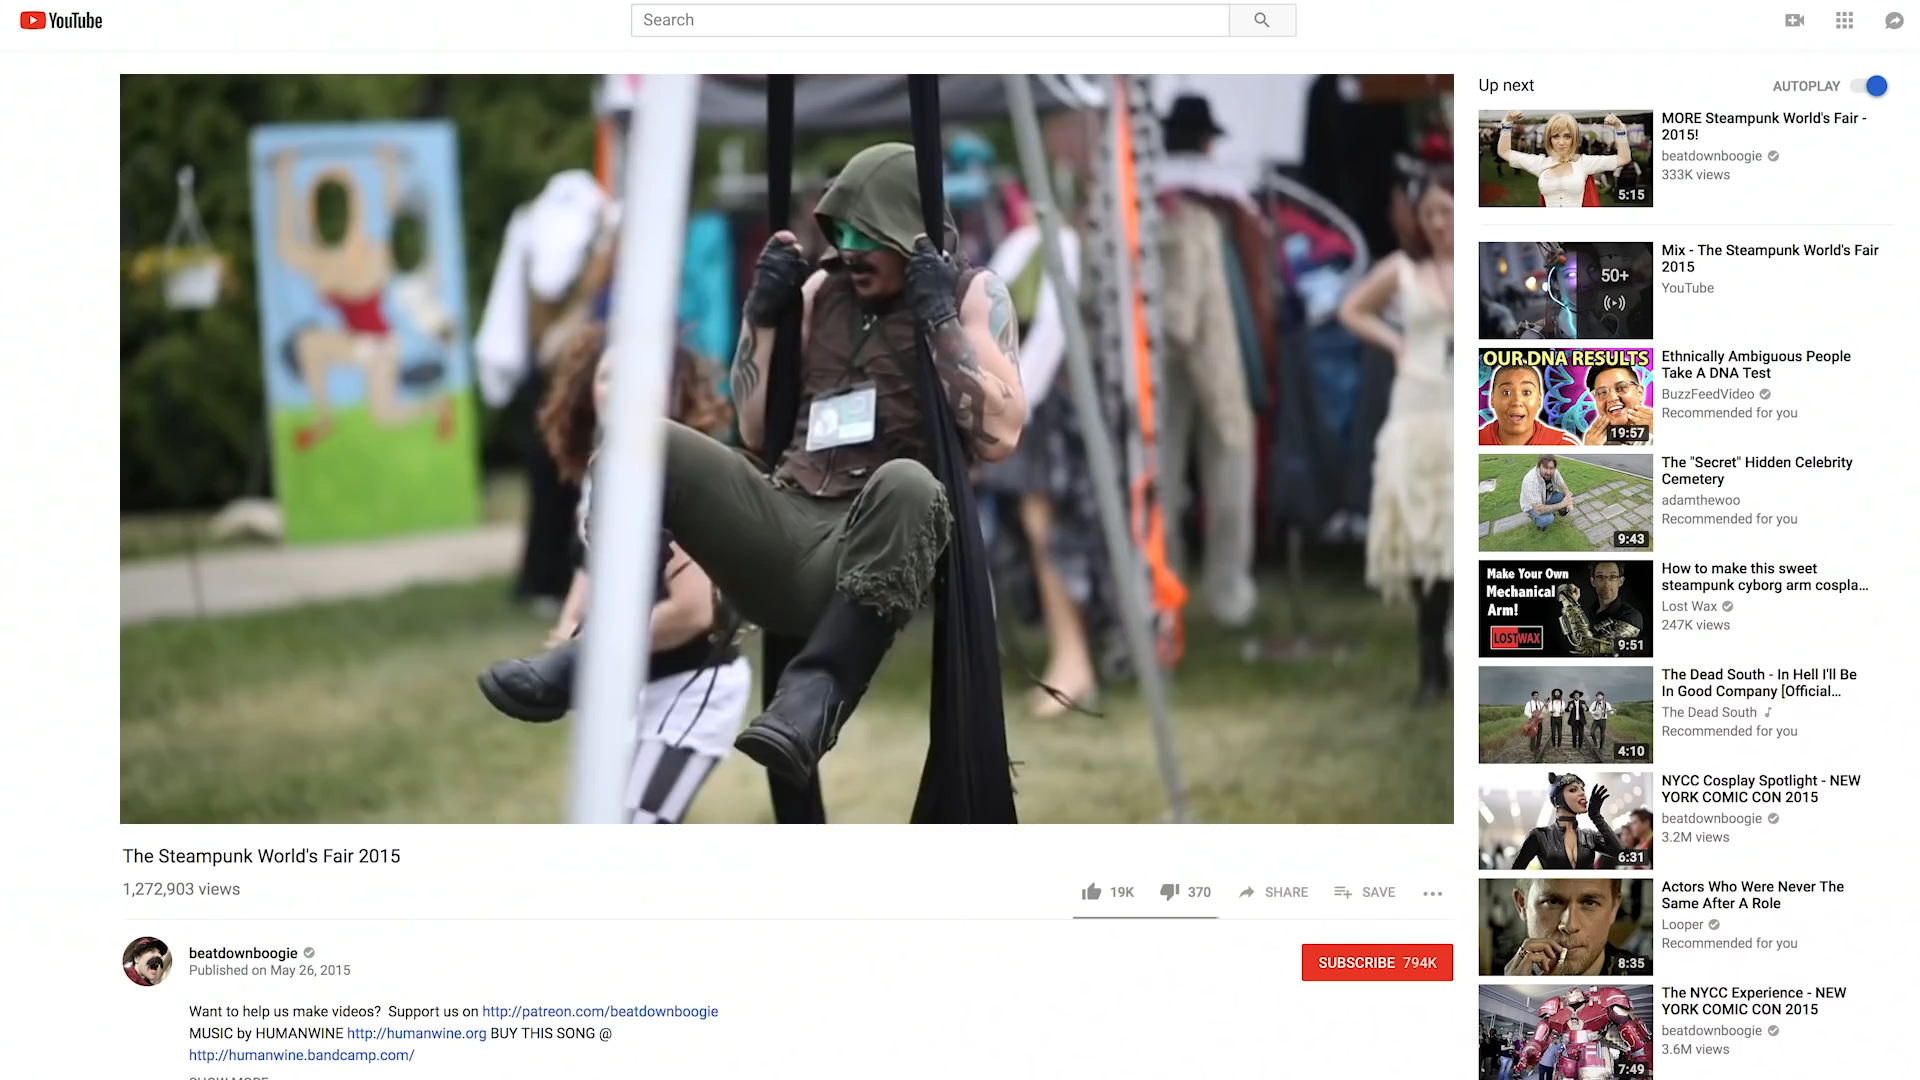 YouTube
Search
Up next
AUTOPLAY
MORE Steampunk World's Fair -
2015!
beatdownboogie
333K views
5:15
Mix - The Steampunk World's Fair
2015
YouTube
50+
OUR DNA RESULTS
19:57
Ethnically Ambiguous People
Take A DNA Test
BuzzFeedVideo
Recommended for you
9:43
The "Secret" Hidden Celebrity
Cemetery
adamthewoo
Recommended for you
Make Your Own
Mechanical
Arm!
LOSTWAX
9:51
How to make this sweet
steampunk cyborg arm cospla...
Lost Wax
247K views
4:10
The Dead South - In Hell I'll Be
In Good Company [Official...
The Dead South
Recommended for you
6:31
NYCC Cosplay Spotlight - NEW
YORK COMIC CON 2015
beatdownboogie
3.2M views
8:35
Actors Who Were Never The
Same After A Role
Looper
Recommended for you
7:49
The NYCC Experience - NEW
YORK COMIC CON 2015
beatdownboogie
3.6M views
The Steampunk World's Fair 2015
1,272,903 views
19K 370 SHARE SAVE
beatdownboogie
Published on May 26, 2015
SUBSCRIBE 794K
Want to help us make videos? Support us on http://patreon.com/beatdownboogie
MUSIC by HUMANWINE http://humanwine.org BUY THIS SONG @
http://humanwine.bandcamp.com/
SHOW MORE